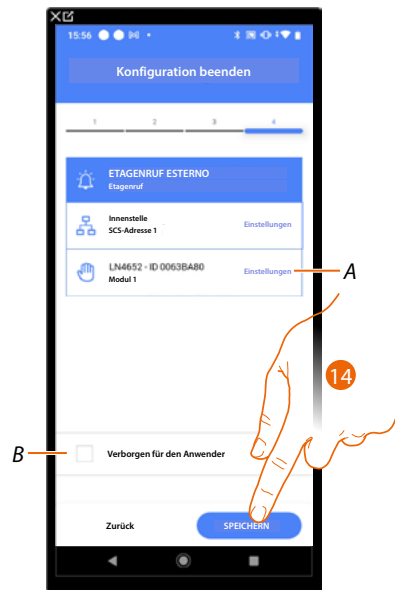 15:56
Konfiguration beenden
1 2 3 4
ETAGENRUF ESTERNO
Etagenruf
Innenstelle
SCS-Adresse 1
Einstellungen
LN4652 - ID 0063BA80
Modul 1
Einstellungen
A
14
B
Verborgen für den Anwender
Zurück
SPEICHERN